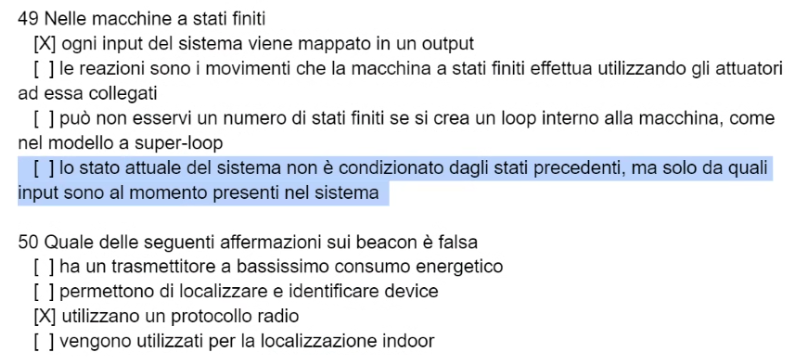 49 Nelle macchine a stati finiti
[X] ogni input del sistema viene mappato in un output
[ ] le reazioni sono i movimenti che la macchina a stati finiti effettua utilizzando gli attuatori
ad essa collegati
[ ] può non esservi un numero di stati finiti se si crea un loop interno alla macchina, come
nel modello a super-loop
[ ] lo stato attuale del sistema non è condizionato dagli stati precedenti, ma solo da quali
input sono al momento presenti nel sistema
50 Quale delle seguenti affermazioni sui beacon è falsa
[ ] ha un trasmettitore a bassissimo consumo energetico
[ ] permettono di localizzare e identificare device
[X] utilizzano un protocollo radio
[ ] vengono utilizzati per la localizzazione indoor